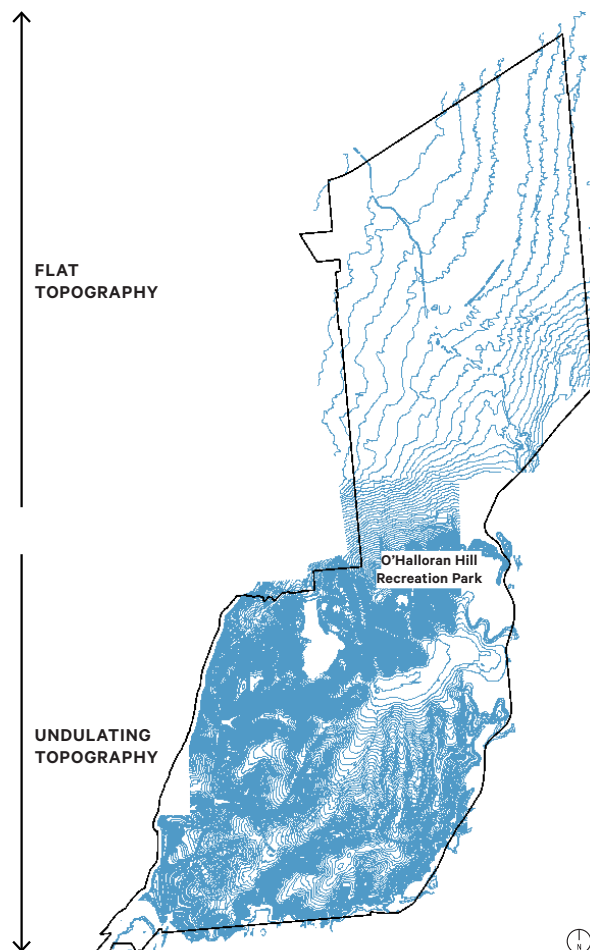 FLAT
TOPOGRAPHY
O'Halloran Hill
Recreation Park
UNDULATING
TOPOGRAPHY
N